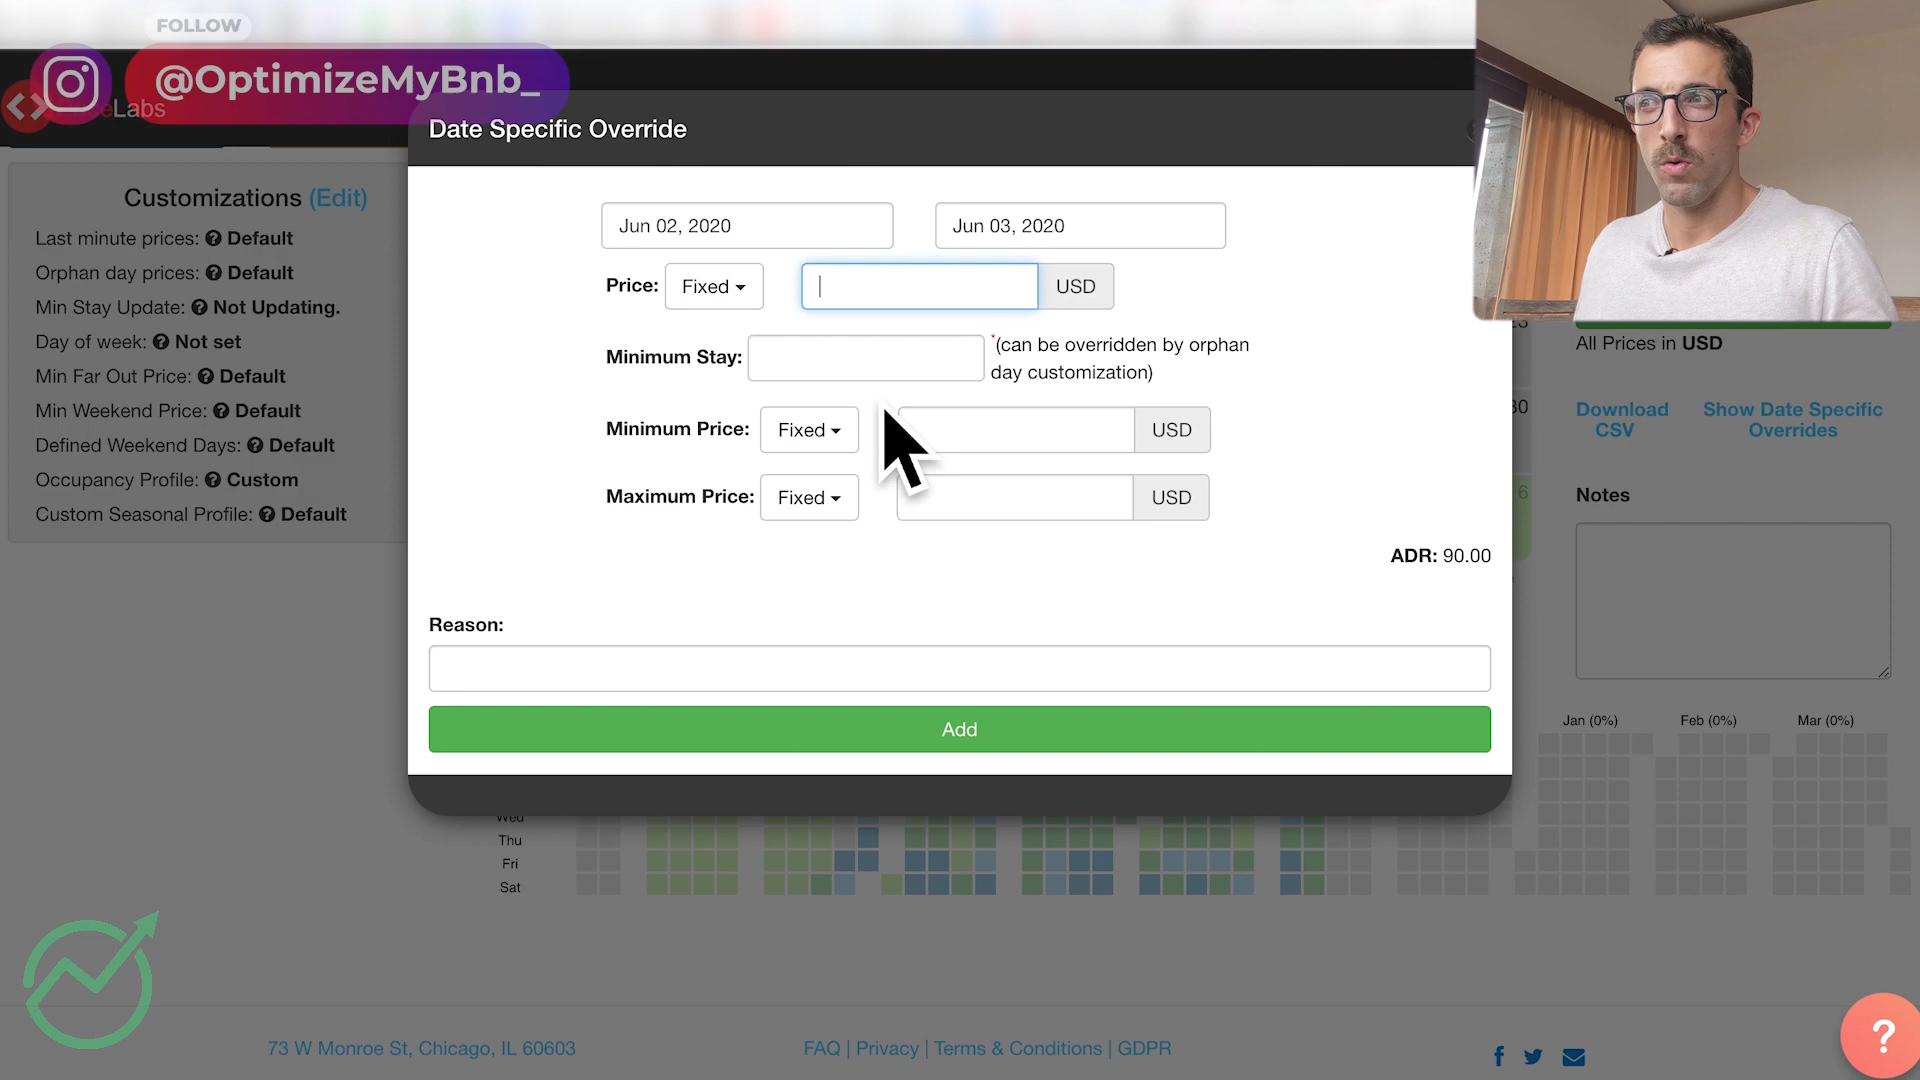 FOLLOW
@OptimizeMyBnb_
eLabs
Date Specific Override
Customizations (Edit)
Last minute prices: Default
Orphan day prices: Default
Min Stay Update: Not Updating.
Day of week: Not set
Min Far Out Price: Default
Min Weekend Price: Default
Defined Weekend Days: Default
Occupancy Profile: Custom
Custom Seasonal Profile: Default
Jun 02, 2020
Jun 03, 2020
Price: Fixed USD
Minimum Stay: *(can be overridden by orphan
day customization)
Minimum Price: Fixed USD
Maximum Price: Fixed USD
ADR: 90.00
Reason:
Add
All Prices in USD
Download
CSV
Show Date Specific
Overrides
Notes
Jan (0%) Feb (0%) Mar (0%)
Wed
Thu
Fri
Sat
73 W Monroe St, Chicago, IL 60603
FAQ | Privacy | Terms & Conditions | GDPR
?